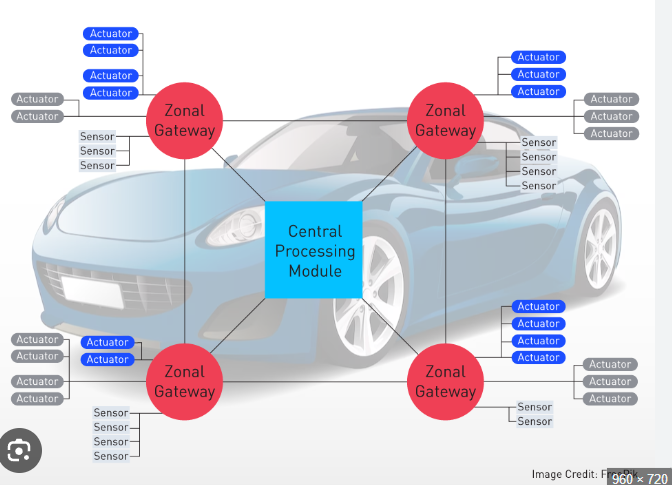 Actuator
Actuator
Actuator
Actuator
Actuator
Actuator
Zonal
Gateway
Sensor
Sensor
Sensor
Actuator
Actuator
Actuator
Actuator
Actuator
Actuator
Zonal
Gateway
Sensor
Sensor
Sensor
Sensor
Central
Processing
Module
Actuator
Actuator
Actuator
Actuator
Actuator
Actuator
Zonal
Gateway
Sensor
Sensor
Sensor
Sensor
Actuator
Actuator
Actuator
Actuator
Actuator
Actuator
Actuator
Zonal
Gateway
Sensor
Sensor
Image Credit:
960 × 720